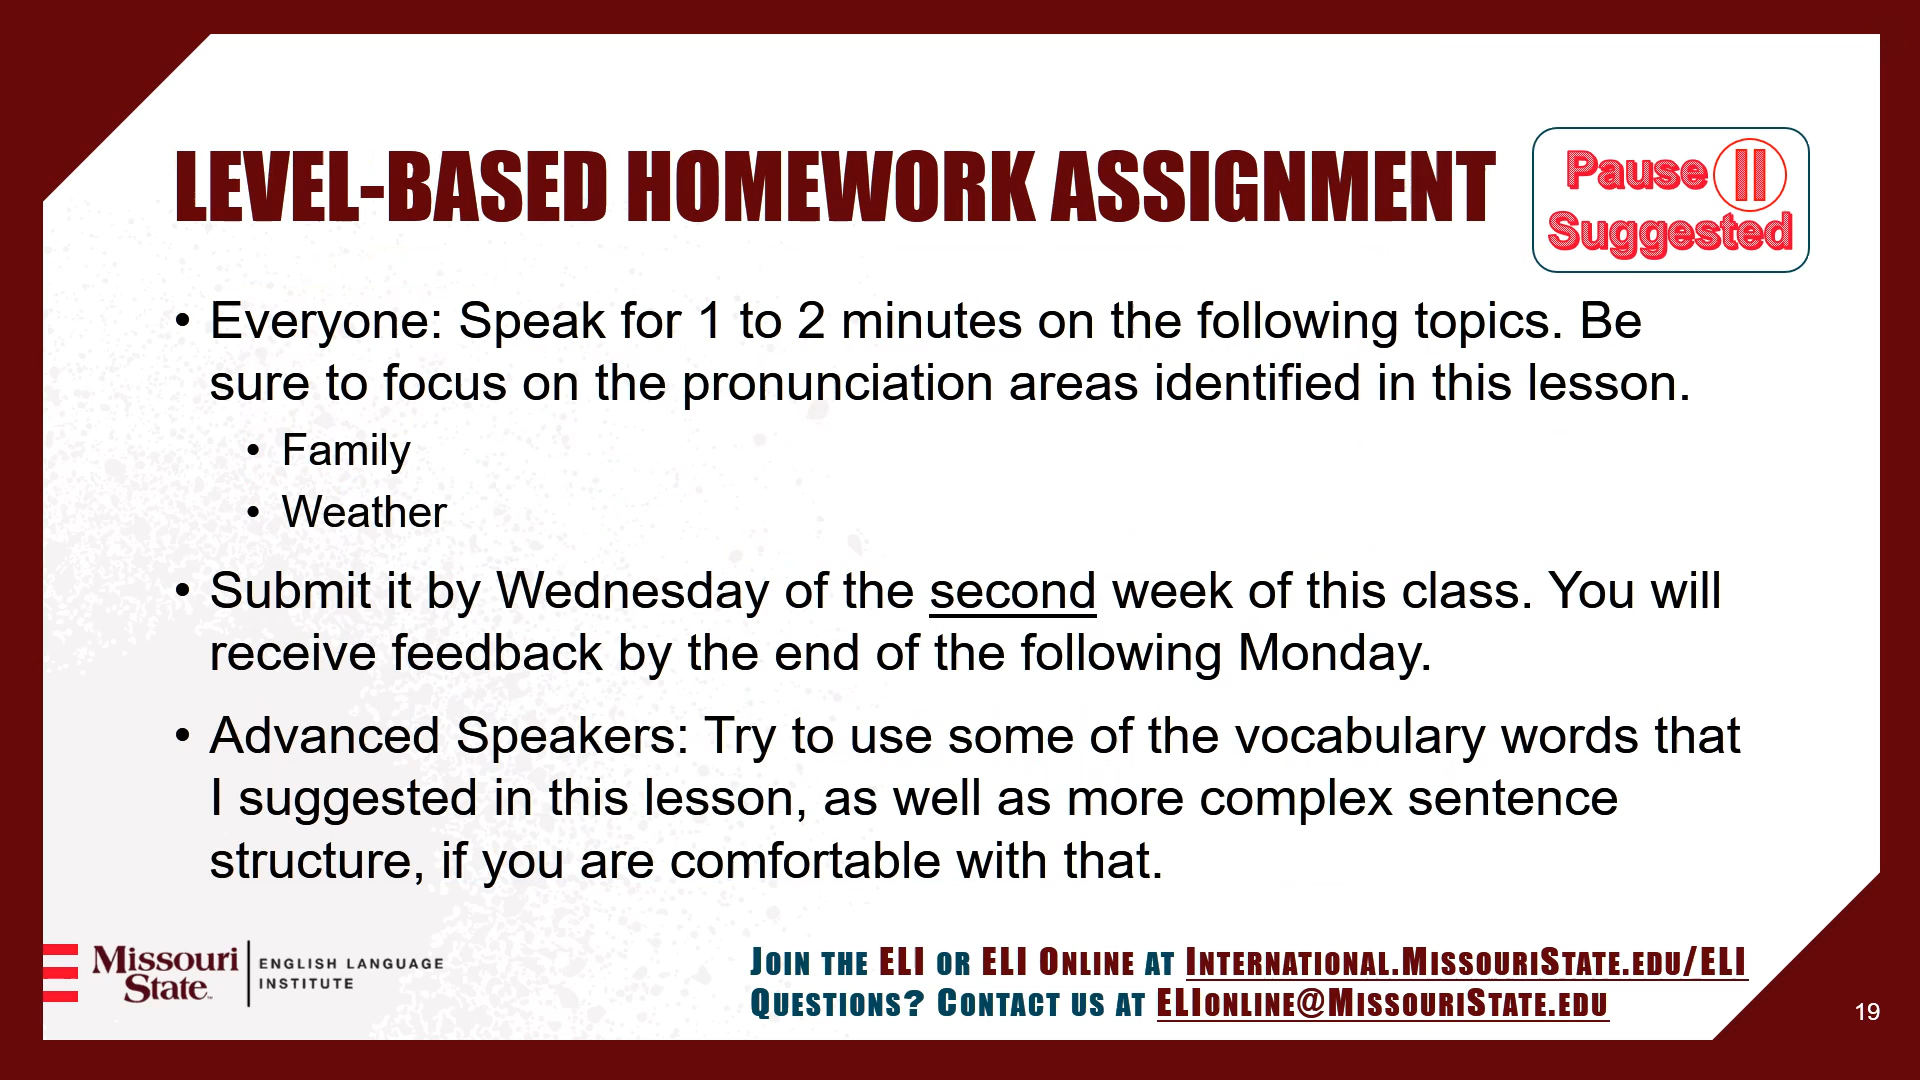 LEVEL-BASED HOMEWORK ASSIGNMENT
Pause
Suggested
• Everyone: Speak for 1 to 2 minutes on the following topics. Be
sure to focus on the pronunciation areas identified in this lesson.
• Family
• Weather
• Submit it by Wednesday of the second week of this class. You will
receive feedback by the end of the following Monday.
• Advanced Speakers: Try to use some of the vocabulary words that
I suggested in this lesson, as well as more complex sentence
structure, if you are comfortable with that.
Missouri
State™
ENGLISH LANGUAGE
INSTITUTE
JOIN THE ELI OR ELI ONLINE AT INTERNATIONAL.MISSOURISTATE.EDU/ELI
QUESTIONS? CONTACT US AT ELIONLINE@MISSOURISTATE.EDU
19